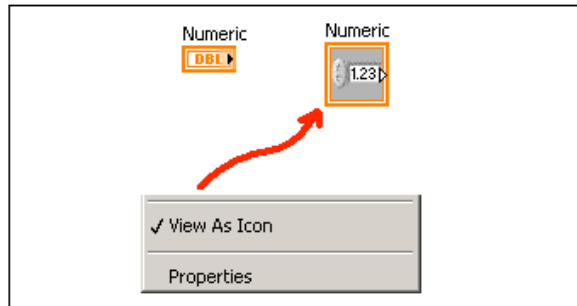 Numeric
Numeric
DBL
1.23
✓ View As Icon
Properties